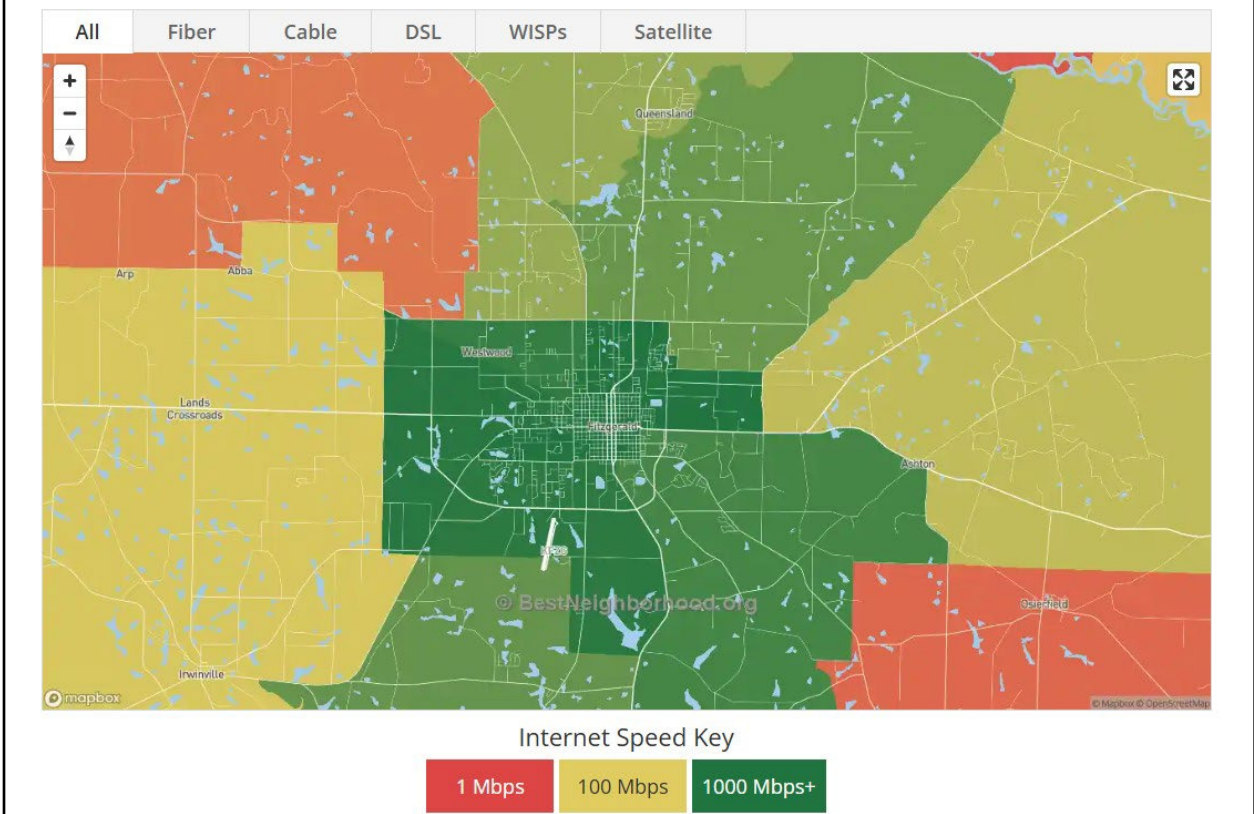 All Fiber Cable DSL WISPs Satellite
+
−
Queensland
Arp
Abba
Westwood
Lands
Crossroads
Fitzgerald
Ashton
© BestNeighborhood.org
Osierfield
Irwinville
mapbox
© Mapbox © OpenStreetMap
Internet Speed Key
1 Mbps 100 Mbps 1000 Mbps+